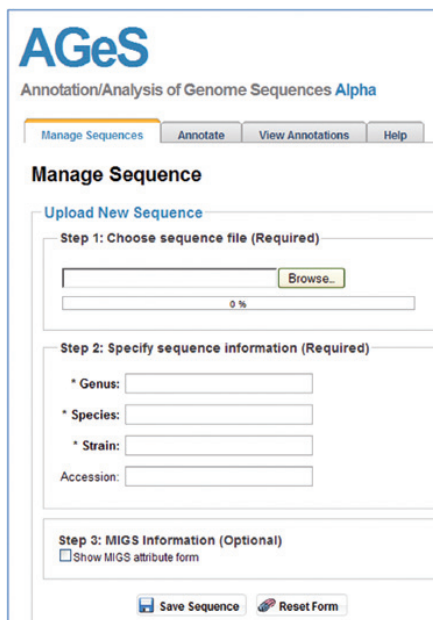 AGeS
Annotation/Analysis of Genome Sequences Alpha
Manage Sequences Annotate View Annotations Help
Manage Sequence
Upload New Sequence
Step 1: Choose sequence file (Required)
Browse..
0 %
Step 2: Specify sequence information (Required)
* Genus:
* Species:
* Strain:
Accession:
Step 3: MIGS Information (Optional)
Show MIGS attribute form
Save Sequence Reset Form